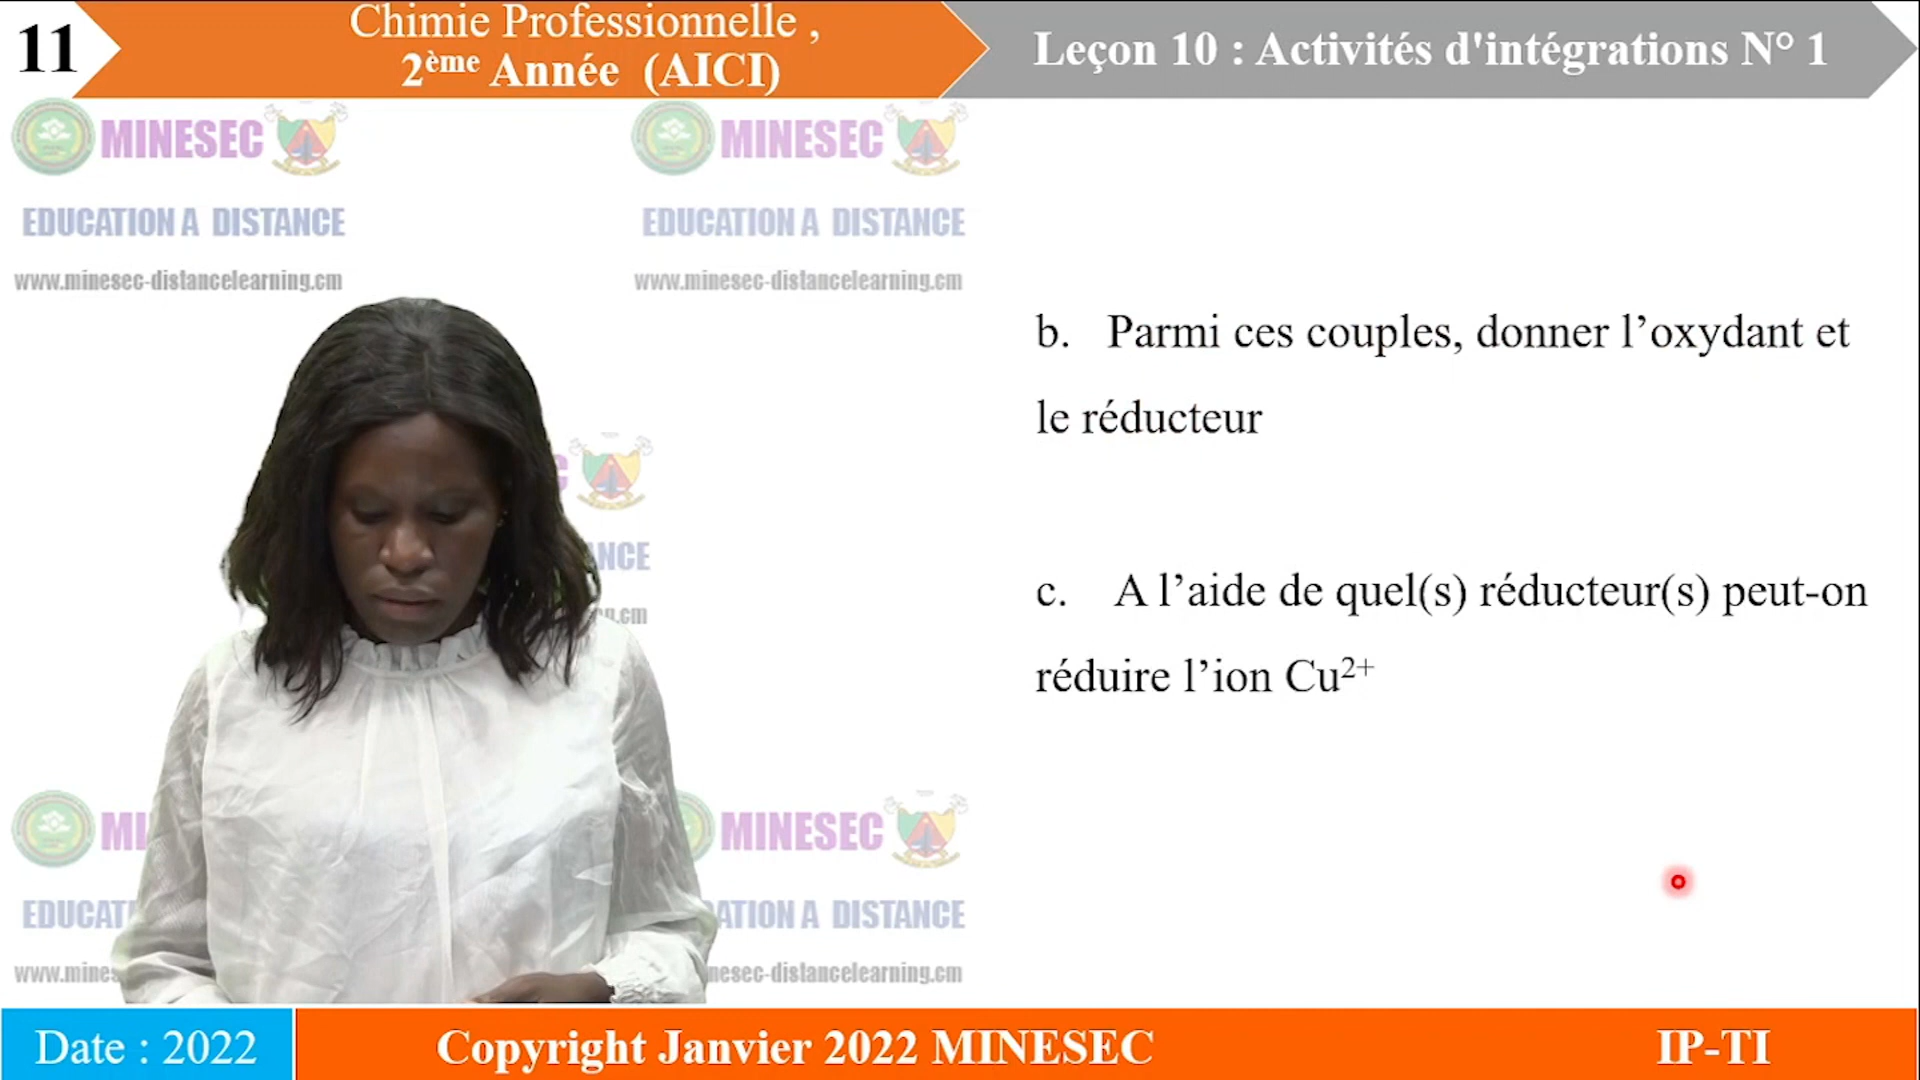 11
Chimie Professionnelle ,
2ème Année (AICI)
Leçon 10 : Activités d'intégrations N° 1
MINESEC
MINESEC
EDUCATION A DISTANCE
EDUCATION A DISTANCE
www.minesec-distancelearning.cm
www.minesec-distancelearning.cm
b. Parmi ces couples, donner l’oxydant et
le réducteur
c. A l’aide de quel(s) réducteur(s) peut-on
réduire l’ion Cu²⁺
MINESEC
EDUCATION A DISTANCE
Date : 2022
Copyright Janvier 2022 MINESEC
IP-TI